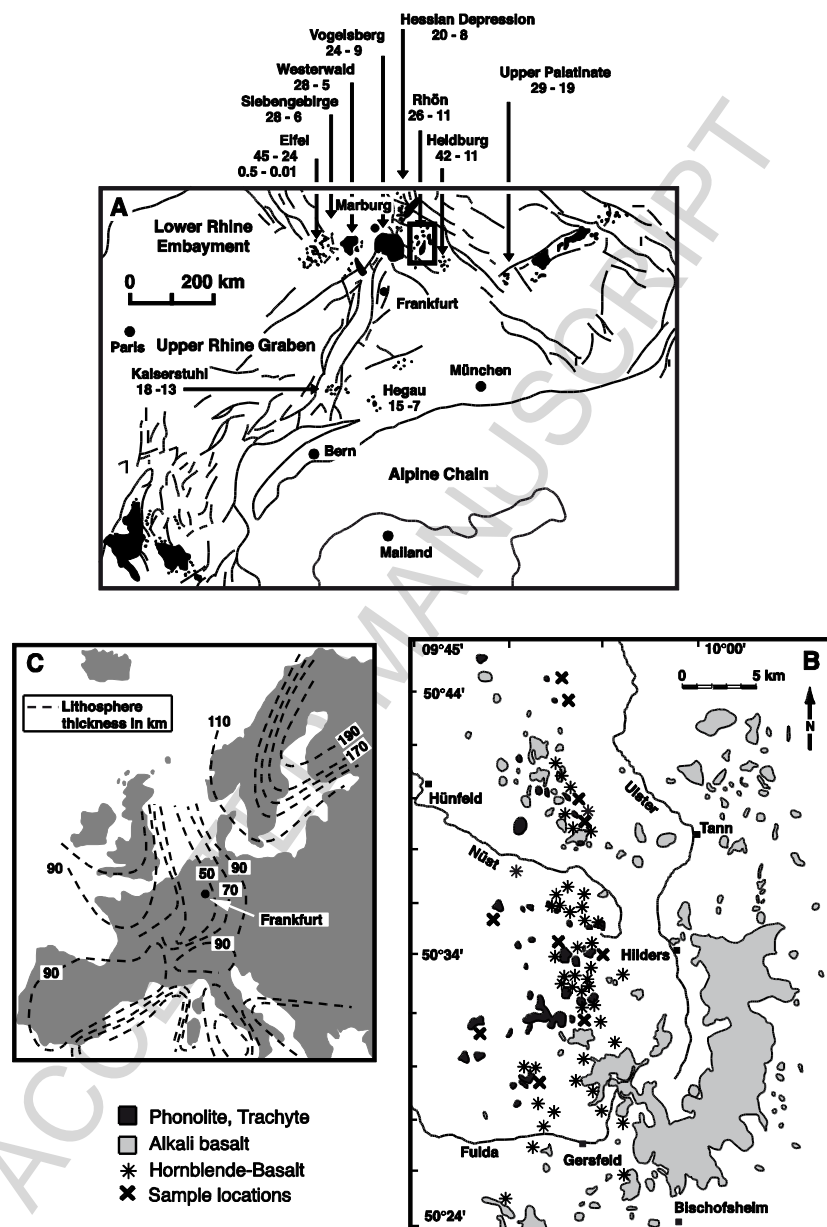 Hessian Depression
20 - 8
Vogelsberg
24 - 9
Westerwald
28 - 5
Upper Palatinate
29 - 19
Siebengebirge
28 - 6
Rhön
26 - 11
Eifel
45 - 24
0.5 - 0.01
Heldburg
42 - 11
A
Marburg
Lower Rhine
Embayment
0 200 km
Frankfurt
Paris
Upper Rhine Graben
Kaiserstuhl
18 -13
München
Hegau
15 -7
Bern
Alpine Chain
Mailand
C
Lithosphere
thickness in km
110
190
170
90
50
90
70
Frankfurt
90
90
09°45'
10°00'
B
0 5 km
50°44'
N
Hünfeld
Ulster
Tann
Nüst
50°34'
Hilders
Fulda
Gersfeld
Bischofsheim
50°24'
Phonolite, Trachyte
Alkali basalt
Hornblende-Basalt
Sample locations
ACCEPTED MANUSCRIPT